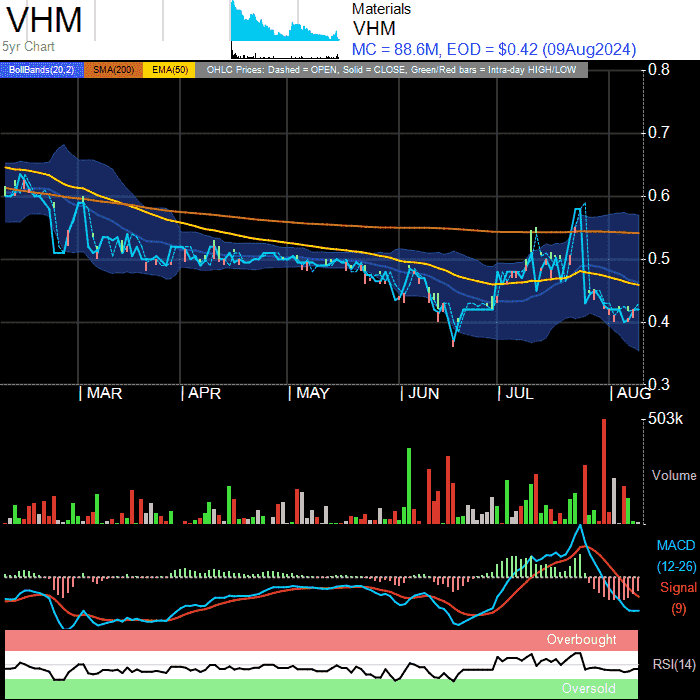 VHM
5yr Chart
Materials
VHM
MC = 88.6M, EOD = $0.42 (09Aug2024)
BollBands(20,2) SMA(200) EMA(50) OHLC Prices: Dashed = OPEN, Solid = CLOSE, Green/Red bars = Intra-day HIGH/LOW
0.8
0.7
0.6
0.5
0.4
0.3
| MAR | APR | MAY | JUN | JUL | AUG
503k
Volume
MACD
(12-26)
Signal
(9)
Overbought
RSI(14)
Oversold